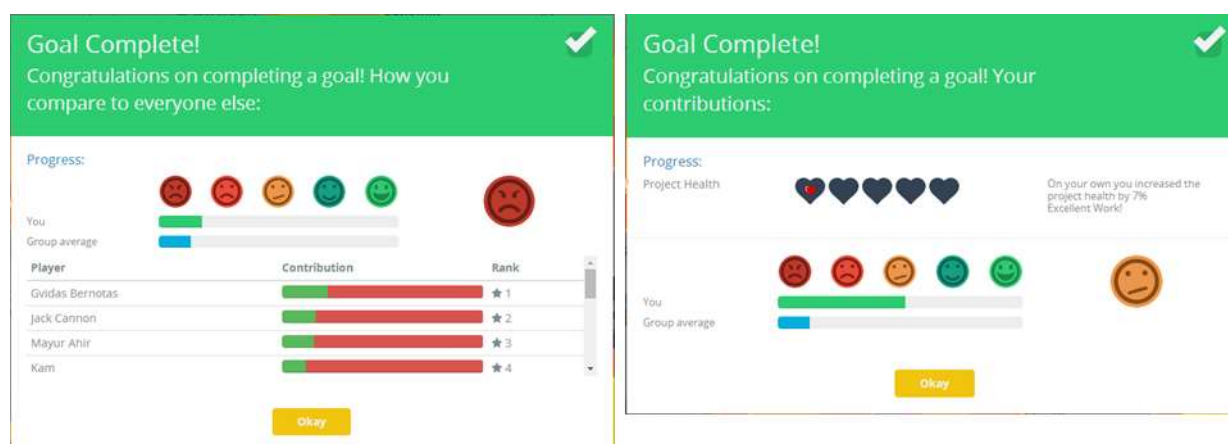 Goal Complete!
Congratulations on completing a goal! How you
compare to everyone else:
Progress:
You
Group average
Player Contribution Rank
Gvidas Bernotas 1
Jack Cannon 2
Mayur Ahir 3
Kam 4
Okay
Goal Complete!
Congratulations on completing a goal! Your
contributions:
Progress:
Project Health
On your own you increased the
project health by 7%
Excellent Work!
You
Group average
Okay